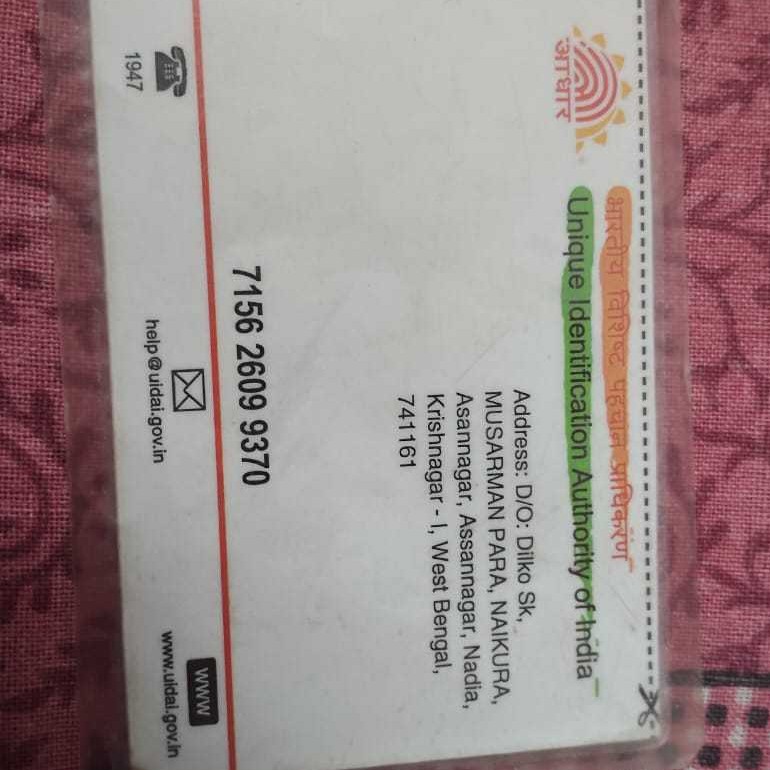 आधार
भारतीय विशिष्ट पहचान प्राधिकरण
Unique Identification Authority of India
Address: D/O: Dilko Sk,
MUSARMAN PARA, NAIKURA,
Asannagar, Assannagar, Nadia,
Krishnagar - I, West Bengal,
741161
7156 2609 9370
1947
help@uidai.gov.in
www
www.uidai.gov.in